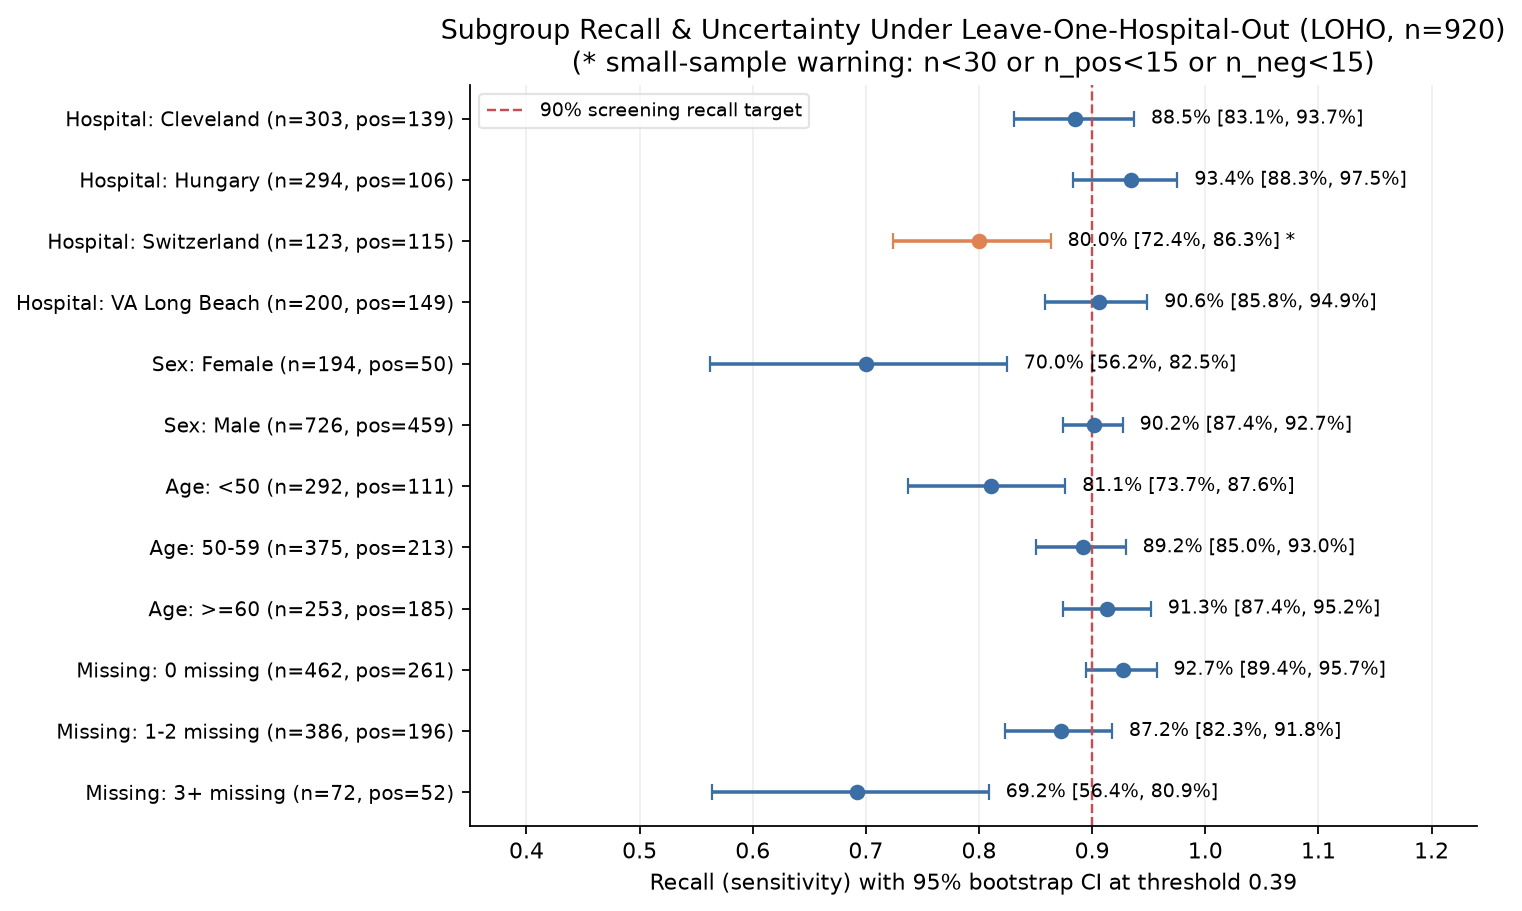 Subgroup Recall & Uncertainty Under Leave-One-Hospital-Out (LOHO, n=920)
(* small-sample warning: n<30 or n_pos<15 or n_neg<15)
90% screening recall target
Hospital: Cleveland (n=303, pos=139) 88.5% [83.1%, 93.7%]
Hospital: Hungary (n=294, pos=106) 93.4% [88.3%, 97.5%]
Hospital: Switzerland (n=123, pos=115) 80.0% [72.4%, 86.3%] *
Hospital: VA Long Beach (n=200, pos=149) 90.6% [85.8%, 94.9%]
Sex: Female (n=194, pos=50) 70.0% [56.2%, 82.5%]
Sex: Male (n=726, pos=459) 90.2% [87.4%, 92.7%]
Age: <50 (n=292, pos=111) 81.1% [73.7%, 87.6%]
Age: 50-59 (n=375, pos=213) 89.2% [85.0%, 93.0%]
Age: >=60 (n=253, pos=185) 91.3% [87.4%, 95.2%]
Missing: 0 missing (n=462, pos=261) 92.7% [89.4%, 95.7%]
Missing: 1-2 missing (n=386, pos=196) 87.2% [82.3%, 91.8%]
Missing: 3+ missing (n=72, pos=52) 69.2% [56.4%, 80.9%]
0.4 0.5 0.6 0.7 0.8 0.9 1.0 1.1 1.2
Recall (sensitivity) with 95% bootstrap CI at threshold 0.39